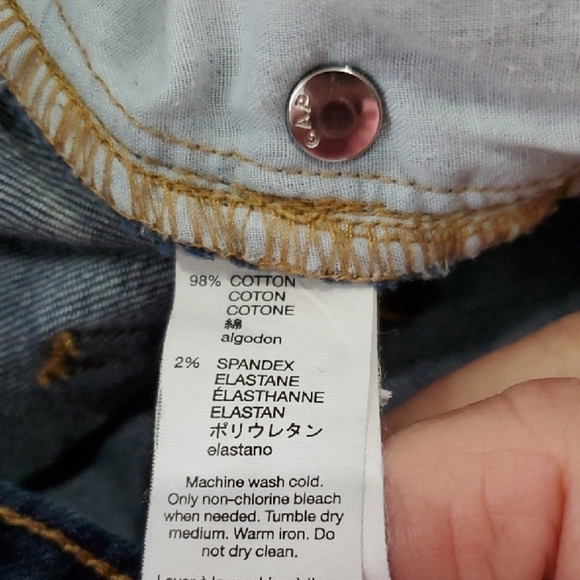 GAP
98% COTTON
COTON
COTONE
綿
algodon
2% SPANDEX
ELASTANE
ÉLASTHANNE
ELASTAN
ポリウレタン
elastano
Machine wash cold.
Only non-chlorine bleach
when needed. Tumble dry
medium. Warm iron. Do
not dry clean.